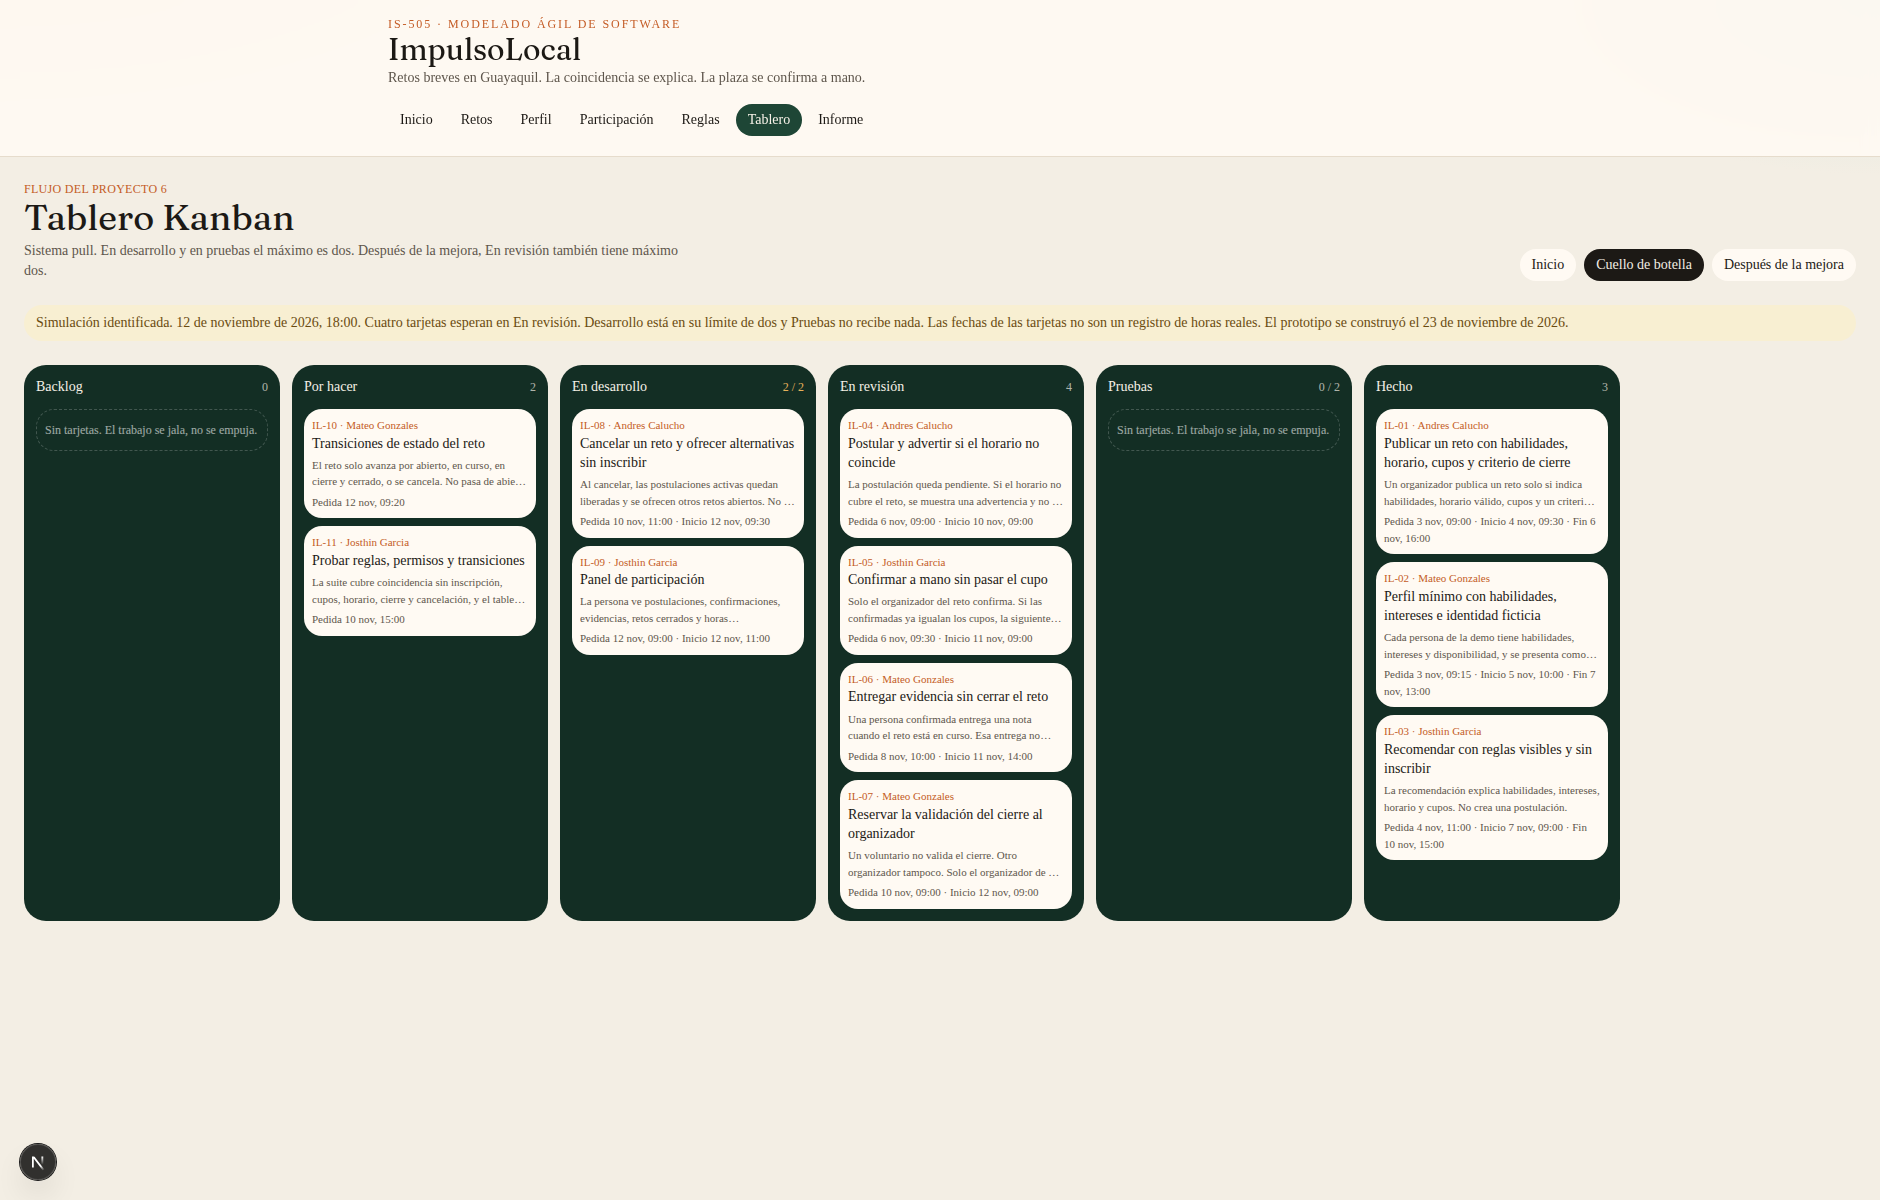 IS-505 · MODELADO ÁGIL DE SOFTWARE
ImpulsoLocal
Retos breves en Guayaquil. La coincidencia se explica. La plaza se confirma a mano.
Inicio
Retos
Perfil
Participación
Reglas
Tablero
Informe
FLUJO DEL PROYECTO 6
Tablero Kanban
Sistema pull. En desarrollo y en pruebas el máximo es dos. Después de la mejora, En revisión también tiene máximo
dos.
Inicio
Cuello de botella
Después de la mejora
Simulación identificada. 12 de noviembre de 2026, 18:00. Cuatro tarjetas esperan en En revisión. Desarrollo está en su límite de dos y Pruebas no recibe nada. Las fechas de las tarjetas no son un registro de horas reales. El prototipo se construyó el 23 de noviembre de 2026.
Backlog
0
Sin tarjetas. El trabajo se jala, no se empuja.
Por hacer
2
IL-10 · Mateo Gonzales
Transiciones de estado del reto
El reto solo avanza por abierto, en curso, en
cierre y cerrado, o se cancela. No pasa de abie…
Pedida 12 nov, 09:20
IL-11 · Josthin Garcia
Probar reglas, permisos y transiciones
La suite cubre coincidencia sin inscripción,
cupos, horario, cierre y cancelación, y el table…
Pedida 10 nov, 15:00
En desarrollo
2 / 2
IL-08 · Andres Calucho
Cancelar un reto y ofrecer alternativas
sin inscribir
Al cancelar, las postulaciones activas quedan
liberadas y se ofrecen otros retos abiertos. No …
Pedida 10 nov, 11:00 · Inicio 12 nov, 09:30
IL-09 · Josthin Garcia
Panel de participación
La persona ve postulaciones, confirmaciones,
evidencias, retos cerrados y horas…
Pedida 12 nov, 09:00 · Inicio 12 nov, 11:00
En revisión
4
IL-04 · Andres Calucho
Postular y advertir si el horario no
coincide
La postulación queda pendiente. Si el horario no
cubre el reto, se muestra una advertencia y no …
Pedida 6 nov, 09:00 · Inicio 10 nov, 09:00
IL-05 · Josthin Garcia
Confirmar a mano sin pasar el cupo
Solo el organizador del reto confirma. Si las
confirmadas ya igualan los cupos, la siguiente…
Pedida 6 nov, 09:30 · Inicio 11 nov, 09:00
IL-06 · Mateo Gonzales
Entregar evidencia sin cerrar el reto
Una persona confirmada entrega una nota
cuando el reto está en curso. Esa entrega no…
Pedida 8 nov, 10:00 · Inicio 11 nov, 14:00
IL-07 · Mateo Gonzales
Reservar la validación del cierre al
organizador
Un voluntario no valida el cierre. Otro
organizador tampoco. Solo el organizador de …
Pedida 10 nov, 09:00 · Inicio 12 nov, 09:00
Pruebas
0 / 2
Sin tarjetas. El trabajo se jala, no se empuja.
Hecho
3
IL-01 · Andres Calucho
Publicar un reto con habilidades,
horario, cupos y criterio de cierre
Un organizador publica un reto solo si indica
habilidades, horario válido, cupos y un criteri…
Pedida 3 nov, 09:00 · Inicio 4 nov, 09:30 · Fin 6
nov, 16:00
IL-02 · Mateo Gonzales
Perfil mínimo con habilidades,
intereses e identidad ficticia
Cada persona de la demo tiene habilidades,
intereses y disponibilidad, y se presenta como…
Pedida 3 nov, 09:15 · Inicio 5 nov, 10:00 · Fin 7
nov, 13:00
IL-03 · Josthin Garcia
Recomendar con reglas visibles y sin
inscribir
La recomendación explica habilidades, intereses,
horario y cupos. No crea una postulación.
Pedida 4 nov, 11:00 · Inicio 7 nov, 09:00 · Fin
10 nov, 15:00
N